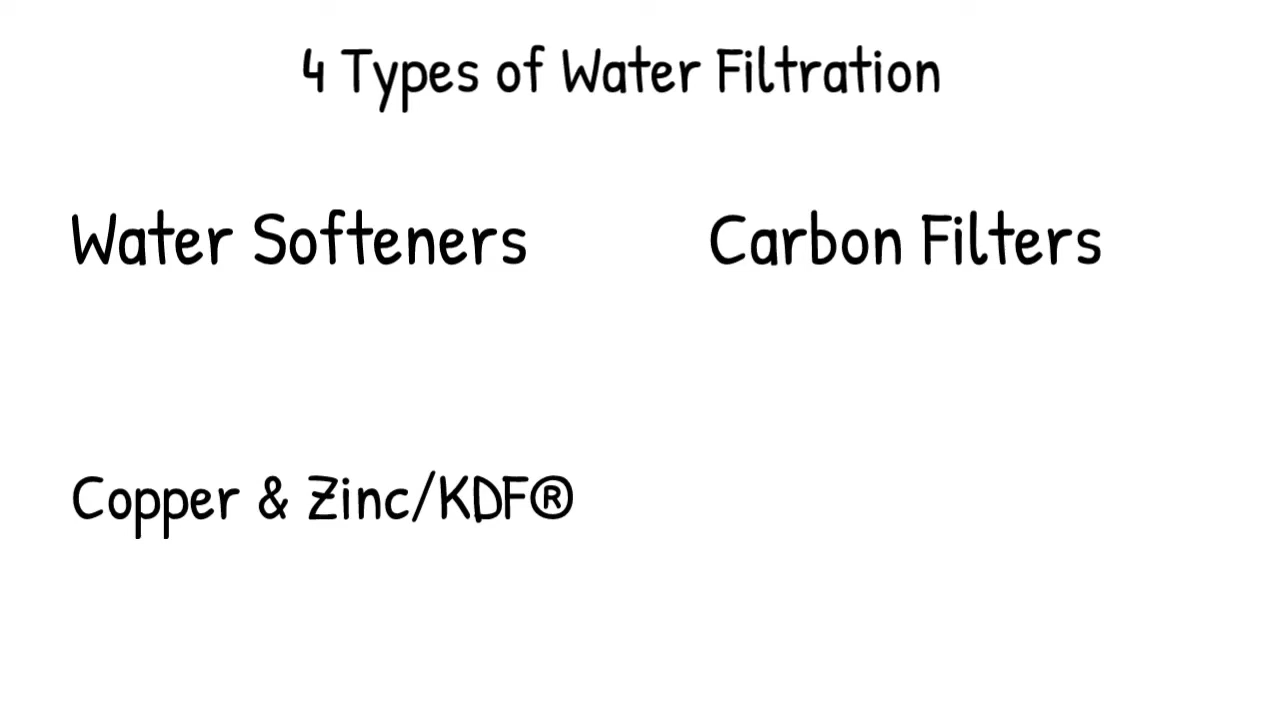 4 Types of Water Filtration
Water Softeners
Carbon Filters
Copper & Zinc/KDF®